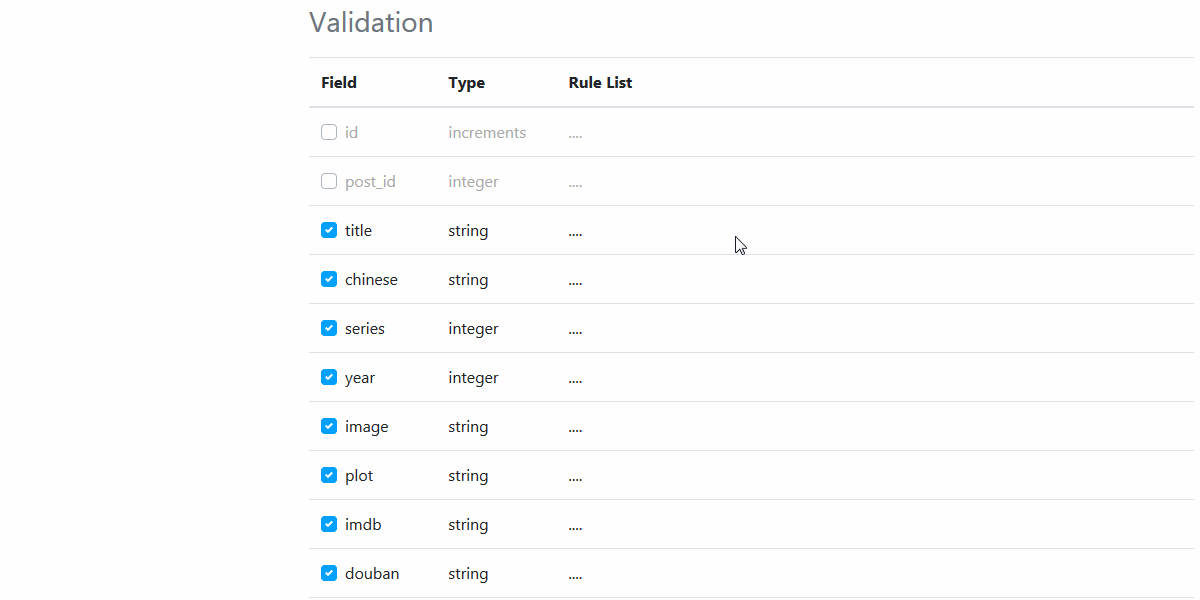 Validation
Field Type Rule List
id increments ....
post_id integer ....
title string ....
chinese string ....
series integer ....
year integer ....
image string ....
plot string ....
imdb string ....
douban string ....